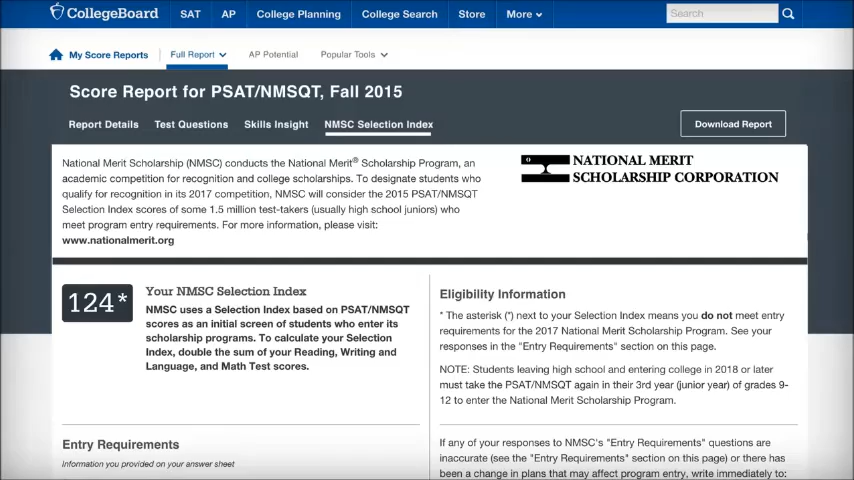 CollegeBoard SAT AP College Planning College Search Store More Search
My Score Reports Full Report AP Potential Popular Tools
Score Report for PSAT/NMSQT, Fall 2015
Report Details Test Questions Skills Insight NMSC Selection Index Download Report
National Merit Scholarship (NMSC) conducts the National Merit® Scholarship Program, an
academic competition for recognition and college scholarships. To designate students who
qualify for recognition in its 2017 competition, NMSC will consider the 2015 PSAT/NMSQT
Selection Index scores of some 1.5 million test-takers (usually high school juniors) who
meet program entry requirements. For more information, please visit:
www.nationalmerit.org
NATIONAL MERIT
SCHOLARSHIP CORPORATION
124*
Your NMSC Selection Index
NMSC uses a Selection Index based on PSAT/NMSQT
scores as an initial screen of students who enter its
scholarship programs. To calculate your Selection
Index, double the sum of your Reading, Writing and
Language, and Math Test scores.
Entry Requirements
Information you provided on your answer sheet
Eligibility Information
* The asterisk (*) next to your Selection Index means you do not meet entry
requirements for the 2017 National Merit Scholarship Program. See your
responses in the "Entry Requirements" section on this page.
NOTE: Students leaving high school and entering college in 2018 or later
must take the PSAT/NMSQT again in their 3rd year (junior year) of grades 9-
12 to enter the National Merit Scholarship Program.
If any of your responses to NMSC's "Entry Requirements" questions are
inaccurate (see the "Entry Requirements" section on this page) or there has
been a change in plans that may affect program entry, write immediately to: